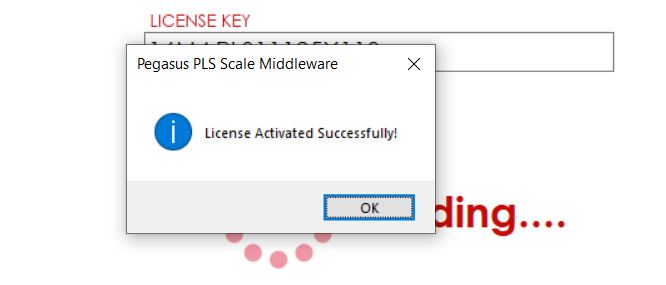 LICENSE KEY
Pegasus PLS Scale Middleware
License Activated Successfully!
OK
ding....